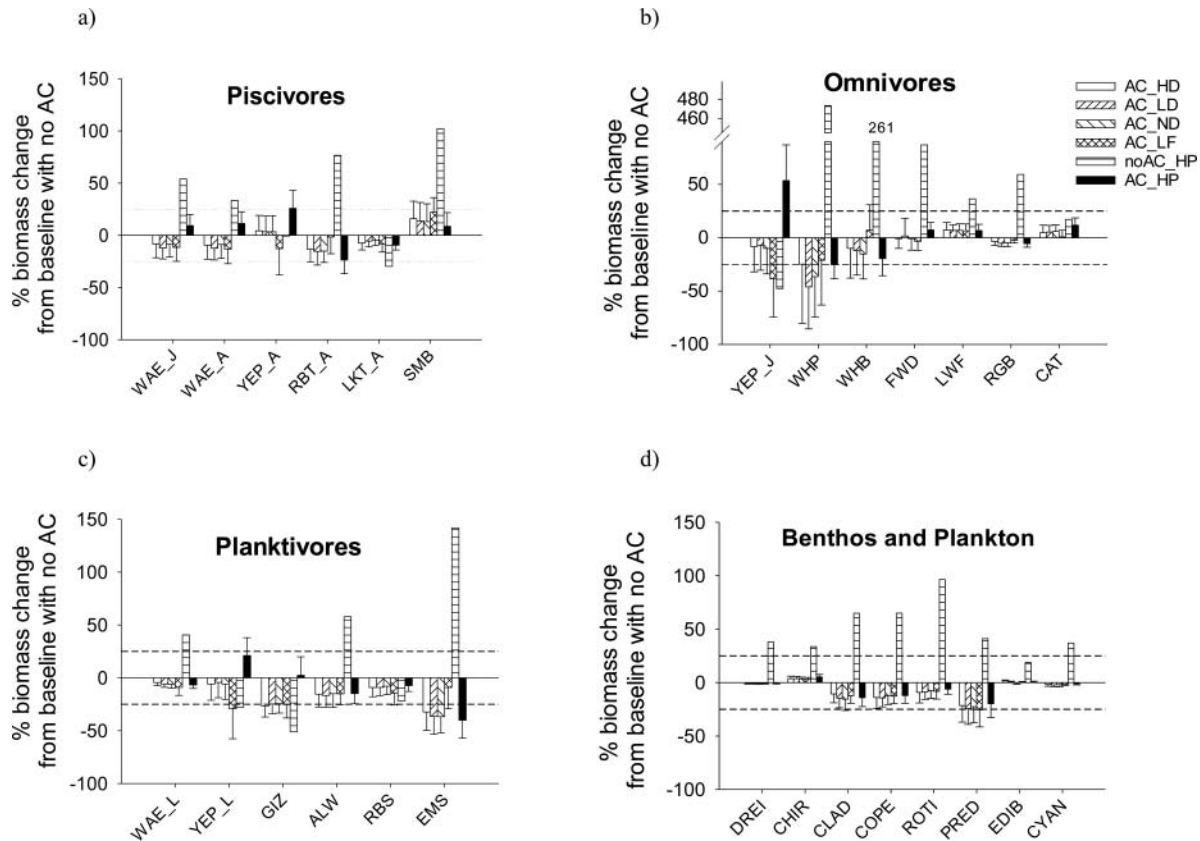 a)
Piscivores
% biomass change
from baseline with no AC
150
100
50
0
-50
-100
WAE_J
WAE_A
YEP_A
RBT_A
LKT_A
SMB
b)
Omnivores
% biomass change
from baseline with no AC
480
460
261
50
0
-50
-100
YEP_J
WHP
WHB
FWD
LWF
RGB
CAT
AC_HD
AC_LD
AC_ND
AC_LF
noAC_HP
AC_HP
c)
Planktivores
% biomass change
from baseline with no AC
150
100
50
0
-50
-100
WAE_L
YEP_L
GIZ
ALW
RBS
EMS
d)
Benthos and Plankton
% biomass change
from baseline with no AC
150
100
50
0
-50
-100
DREI
CHIR
CLAD
COPE
ROTI
PRED
EDIB
CYAN